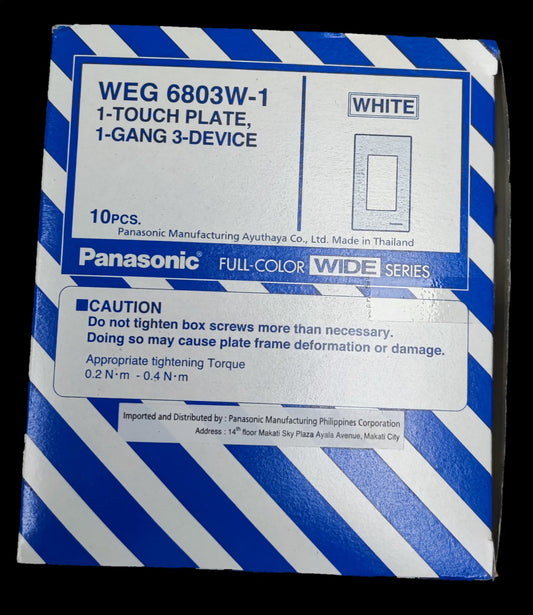 WEG 6803W-1
1-TOUCH PLATE,
1-GANG 3-DEVICE
WHITE
10PCS.
Panasonic Manufacturing Ayuthaya Co., Ltd. Made in Thailand
Panasonic FULL-COLOR WIDE SERIES
■CAUTION
Do not tighten box screws more than necessary.
Doing so may cause plate frame deformation or damage.
Appropriate tightening Torque
0.2 N·m - 0.4 N·m
Imported and Distributed by : Panasonic Manufacturing Philippines Corporation
Address : 14th floor Makati Sky Plaza Ayala Avenue, Makati City